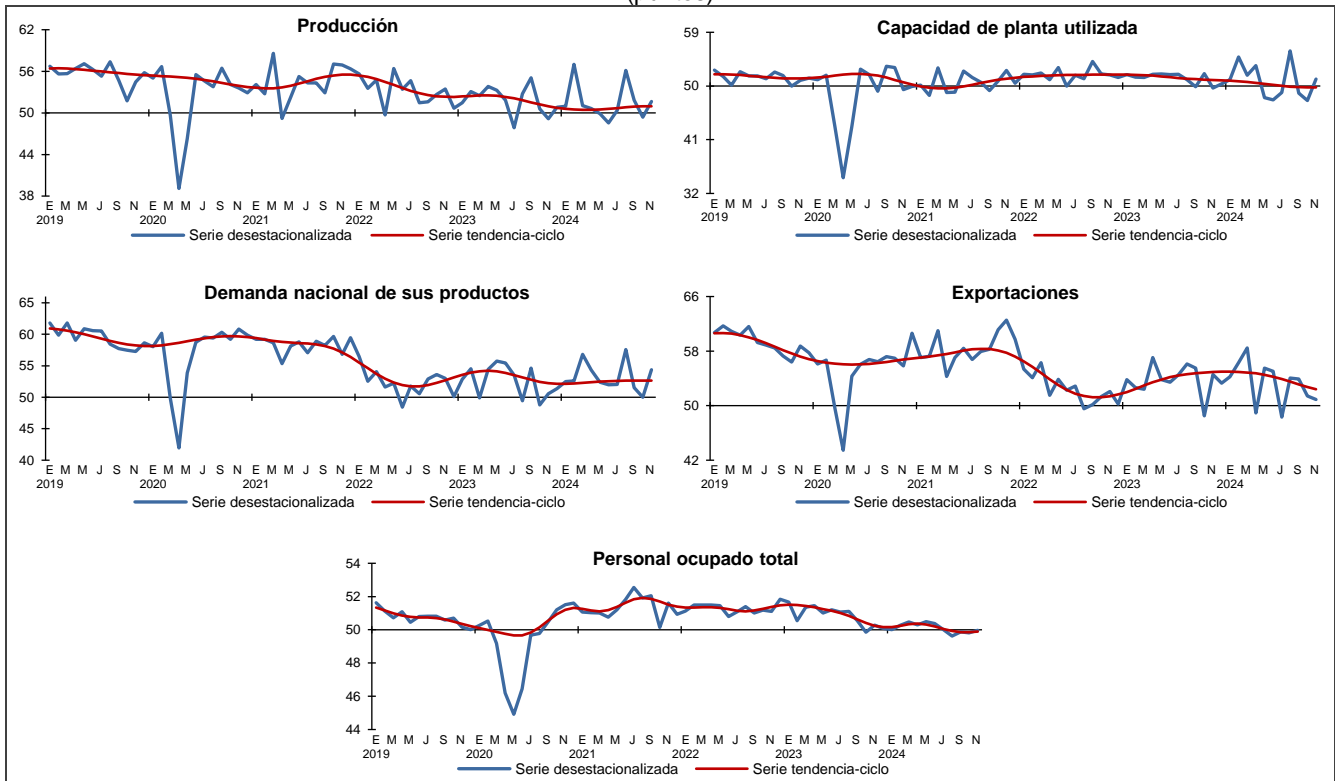 (puntos)
Producción
62
56
50
44
38
E M M J S N E M M J S N E M M J S N E M M J S N E M M J S N E M M J S N
2019 2020 2021 2022 2023 2024
Serie desestacionalizada Serie tendencia-ciclo
Capacidad de planta utilizada
59
50
41
32
E M M J S N E M M J S N E M M J S N E M M J S N E M M J S N E M M J S N
2019 2020 2021 2022 2023 2024
Serie desestacionalizada Serie tendencia-ciclo
Demanda nacional de sus productos
65
60
55
50
45
40
E M M J S N E M M J S N E M M J S N E M M J S N E M M J S N E M M J S N
2019 2020 2021 2022 2023 2024
Serie desestacionalizada Serie tendencia-ciclo
Exportaciones
66
58
50
42
E M M J S N E M M J S N E M M J S N E M M J S N E M M J S N E M M J S N
2019 2020 2021 2022 2023 2024
Serie desestacionalizada Serie tendencia-ciclo
Personal ocupado total
54
52
50
48
46
44
E M M J S N E M M J S N E M M J S N E M M J S N E M M J S N E M M J S N
2019 2020 2021 2022 2023 2024
Serie desestacionalizada Serie tendencia-ciclo